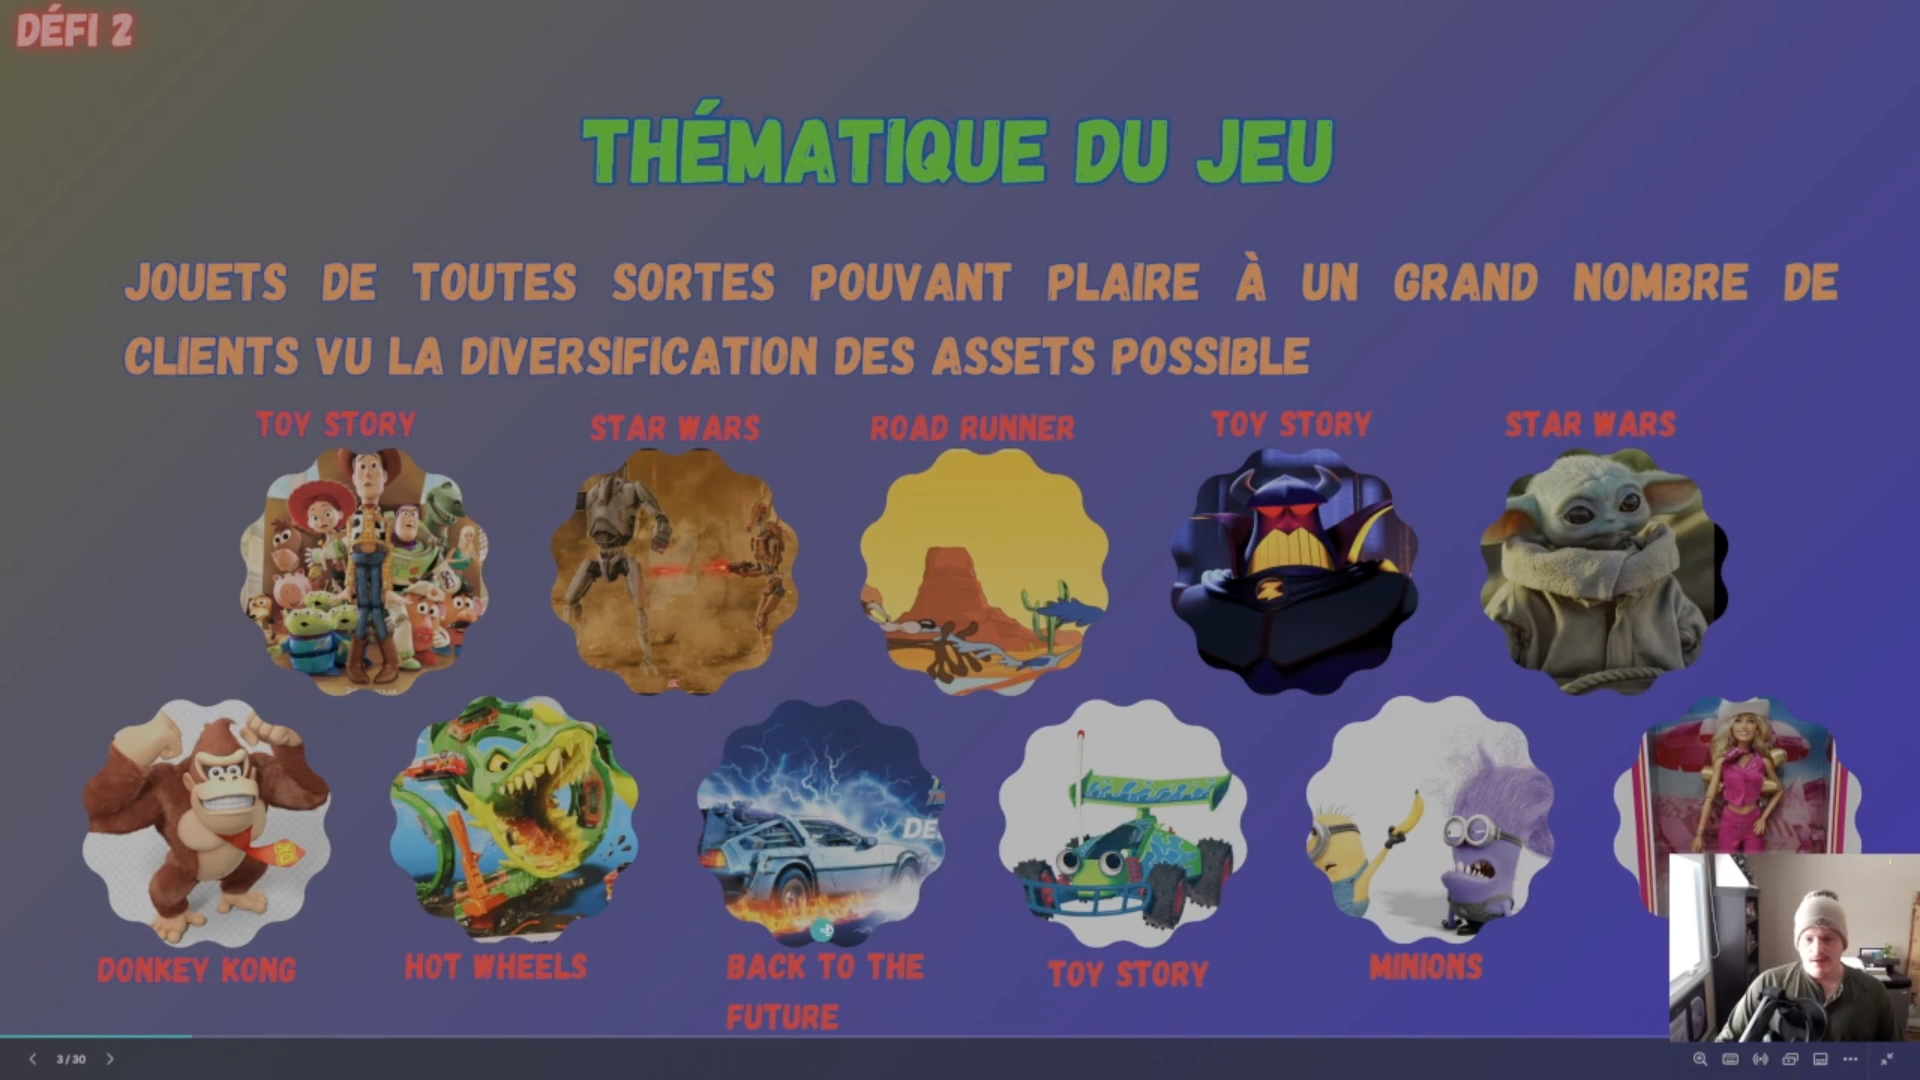 DÉFI 2
THÉMATIQUE DU JEU
JOUETS DE TOUTES SORTES POUVANT PLAIRE À UN GRAND NOMBRE DE
CLIENTS VU LA DIVERSIFICATION DES ASSETS POSSIBLE
TOY STORY
STAR WARS
ROAD RUNNER
TOY STORY
STAR WARS
DE
DONKEY KONG
HOT WHEELS
BACK TO THE
FUTURE
TOY STORY
MINIONS
3 / 30